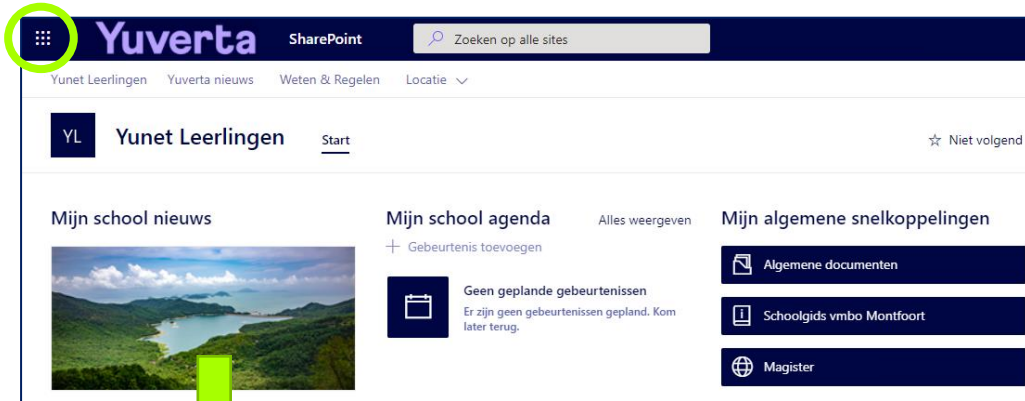 Yuverta SharePoint Zoeken op alle sites
Yunet Leerlingen Yuverta nieuws Weten & Regelen Locatie
YL Yunet Leerlingen Start Niet volgend
Mijn school nieuws
Mijn school agenda Alles weergeven
Gebeurtenis toevoegen
Geen geplande gebeurtenissen
Er zijn geen gebeurtenissen gepland. Kom
later terug.
Mijn algemene snelkoppelingen
Algemene documenten
Schoolgids vmbo Montfoort
Magister